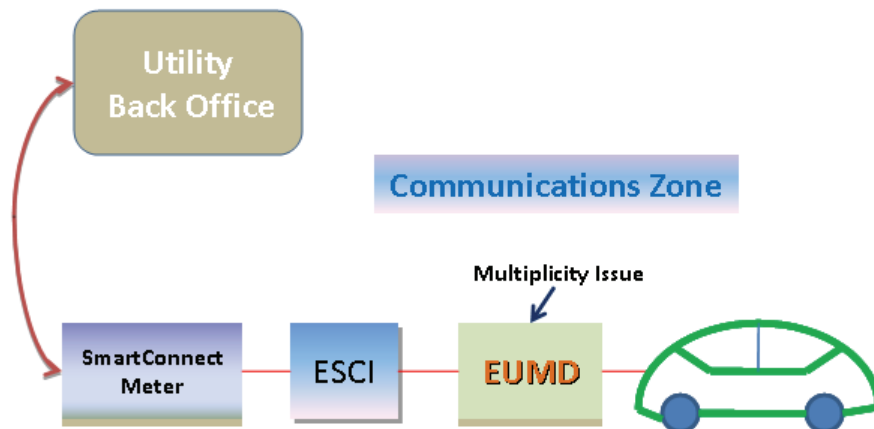 Utility
Back Office
Communications Zone
Multiplicity Issue
SmartConnect
Meter
ESCI
EUMD